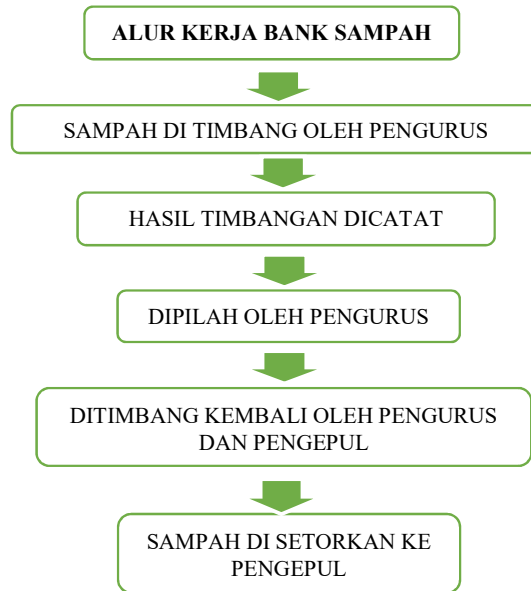 ALUR KERJA BANK SAMPAH
SAMPAH DI TIMBANG OLEH PENGURUS
HASIL TIMBANGAN DICATAT
DIPILAH OLEH PENGURUS
DITIMBANG KEMBALI OLEH PENGURUS
DAN PENGEPUL
SAMPAH DI SETORKAN KE
PENGEPUL